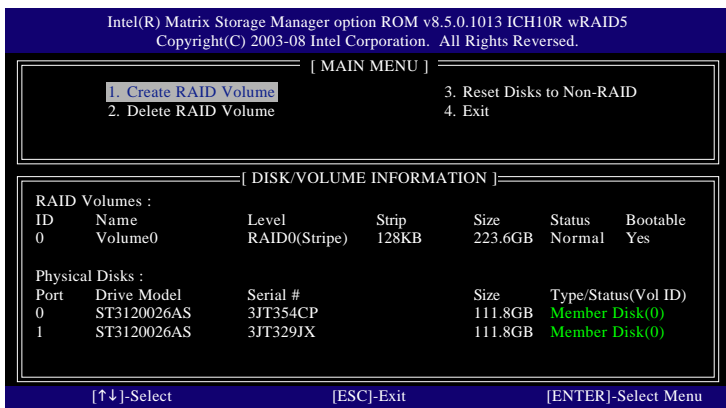 Intel(R) Matrix Storage Manager option ROM v8.5.0.1013 ICH10R wRAID5
Copyright(C) 2003-08 Intel Corporation. All Rights Reversed.
[ MAIN MENU ]
1. Create RAID Volume 3. Reset Disks to Non-RAID
2. Delete RAID Volume 4. Exit
[ DISK/VOLUME INFORMATION ]
RAID Volumes :
ID Name Level Strip Size Status Bootable
0 Volume0 RAID0(Stripe) 128KB 223.6GB Normal Yes
Physical Disks :
Port Drive Model Serial # Size Type/Status(Vol ID)
0 ST3120026AS 3JT354CP 111.8GB Member Disk(0)
1 ST3120026AS 3JT329JX 111.8GB Member Disk(0)
[↑↓]-Select [ESC]-Exit [ENTER]-Select Menu